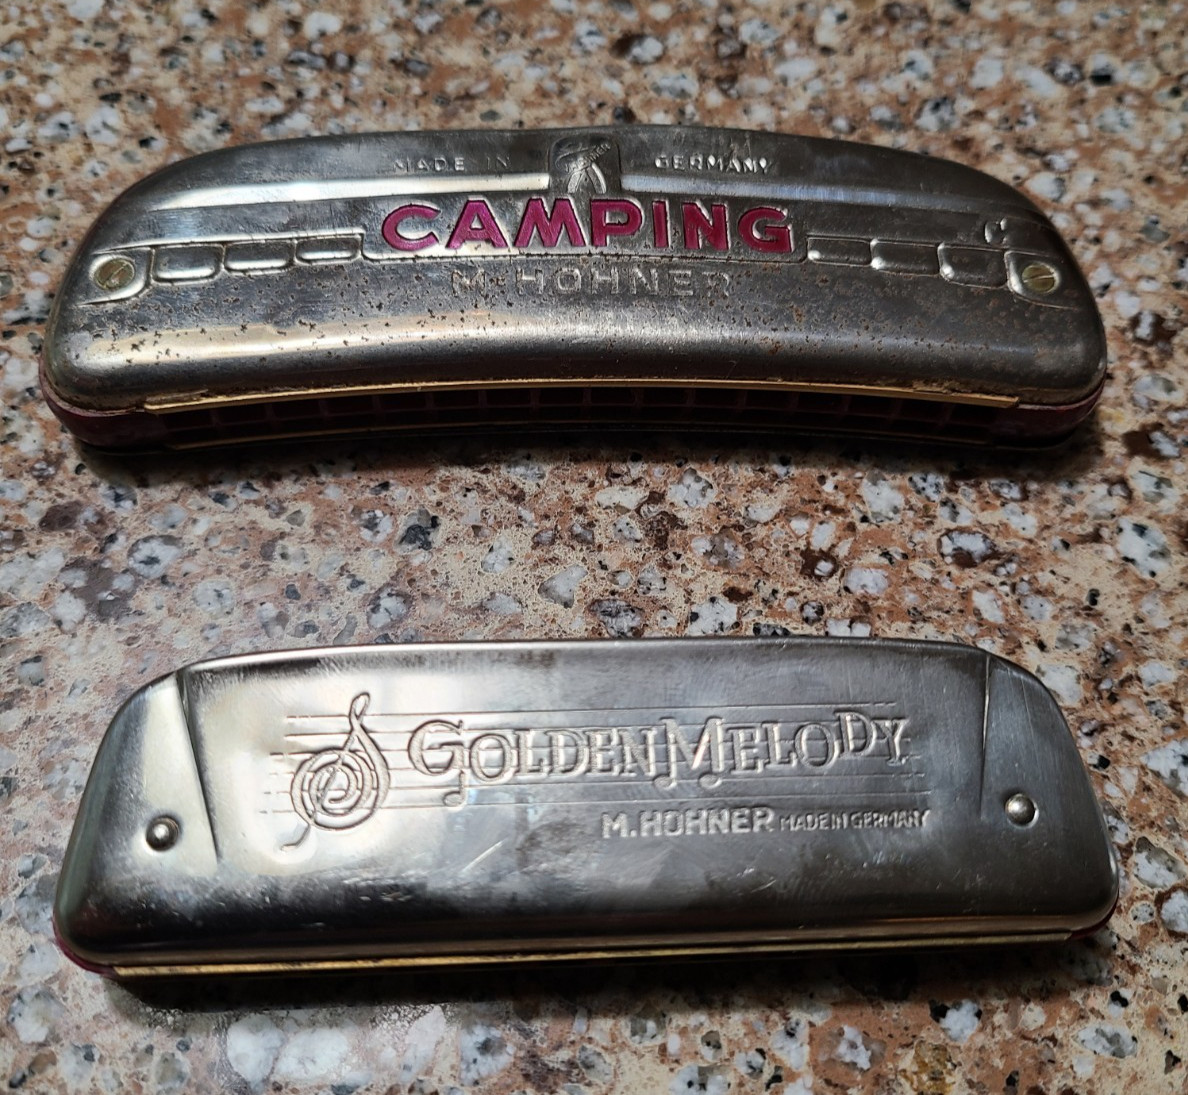 MADE IN GERMANY
CAMPING
C
M. HOHNER
GOLDEN MELODY
M. HOHNER MADE IN GERMANY